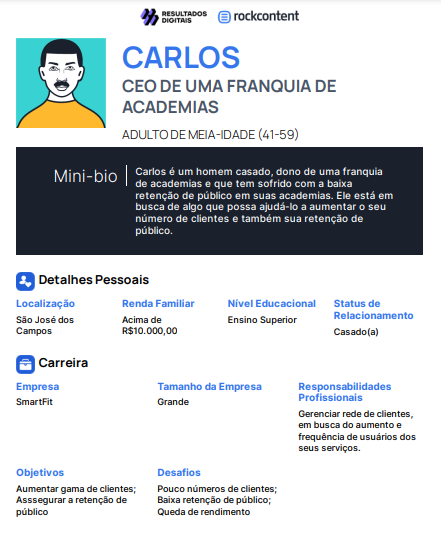 RESULTADOS
DIGITAIS
rockcontent
CARLOS
CEO DE UMA FRANQUIA DE
ACADEMIAS
ADULTO DE MEIA-IDADE (41-59)
Mini-bio
Carlos é um homem casado, dono de uma franquia
de academias e que tem sofrido com a baixa
retenção de público em suas academias. Ele está em
busca de algo que possa ajudá-lo a aumentar o seu
número de clientes e também sua retenção de
público.
Detalhes Pessoais
Localização
São José dos
Campos
Renda Familiar
Acima de
R$10.000,00
Nível Educacional
Ensino Superior
Status de
Relacionamento
Casado(a)
Carreira
Empresa
SmartFit
Tamanho da Empresa
Grande
Responsabilidades
Profissionais
Gerenciar rede de clientes,
em busca do aumento e
frequência de usuários dos
seus serviços.
Objetivos
Aumentar gama de clientes;
Asssegurar a retenção de
público
Desafios
Pouco números de clientes;
Baixa retenção de público;
Queda de rendimento